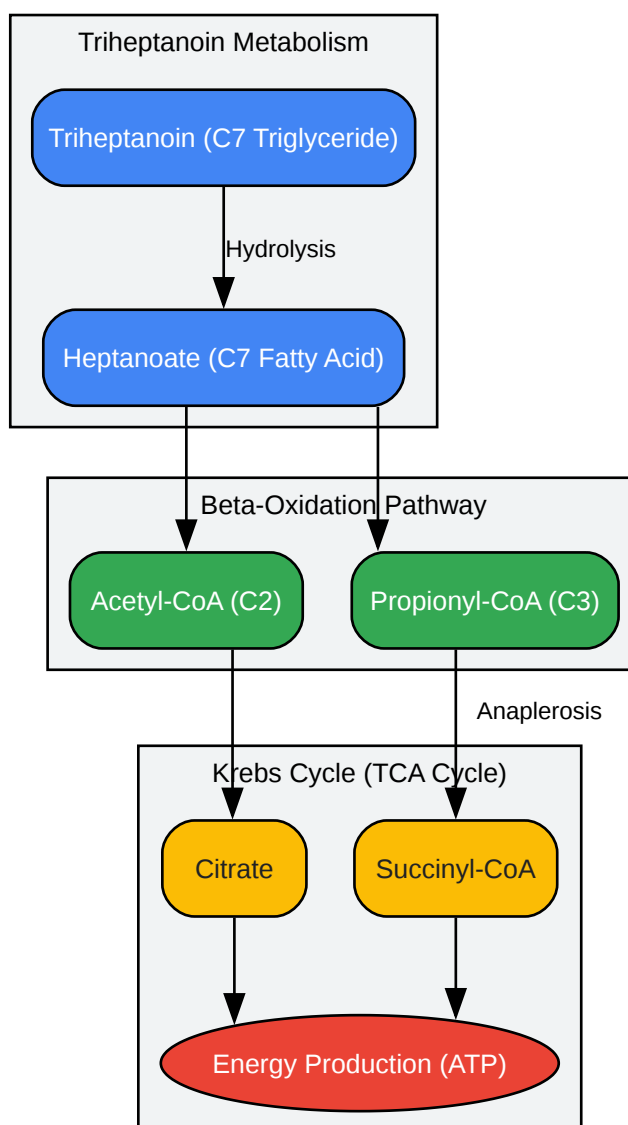 Triheptanoin Metabolism
Triheptanoin (C7 Triglyceride)
Hydrolysis
Heptanoate (C7 Fatty Acid)
Beta-Oxidation Pathway
Acetyl-CoA (C2)
Propionyl-CoA (C3)
Anaplerosis
Krebs Cycle (TCA Cycle)
Citrate
Succinyl-CoA
Energy Production (ATP)